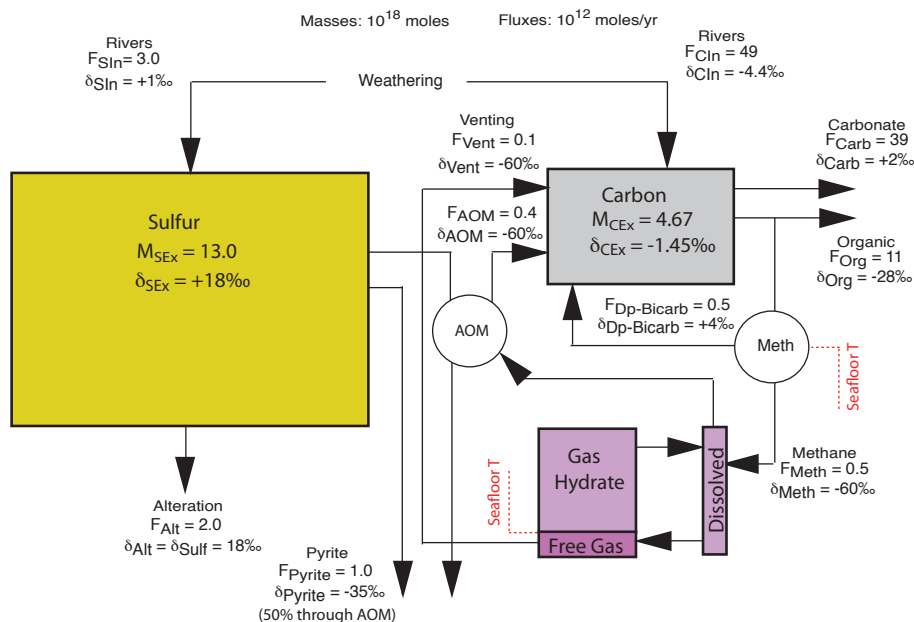 Masses: 10¹⁸ moles
Fluxes: 10¹² moles/yr
Rivers
F_SIn = 3.0
δ_SIn = +1‰
Weathering
Rivers
F_CIn = 49
δ_CIn = -4.4‰
Venting
F_Vent = 0.1
δ_Vent = -60‰
Carbonate
F_Carb = 39
δ_Carb = +2‰
Sulfur
M_SEx = 13.0
δ_SEx = +18‰
F_AOM = 0.4
δ_AOM = -60‰
Carbon
M_CEx = 4.67
δ_CEx = -1.45‰
Organic
F_Org = 11
δ_Org = -28‰
AOM
F_Dp-Bicarb = 0.5
δ_Dp-Bicarb = +4‰
Meth
Seafloor T
Gas
Hydrate
Free Gas
Dissolved
Seafloor T
Methane
F_Meth = 0.5
δ_Meth = -60‰
Alteration
F_Alt = 2.0
δ_Alt = δ_Sulf = 18‰
Pyrite
F_Pyrite = 1.0
δ_Pyrite = -35‰
(50% through AOM)